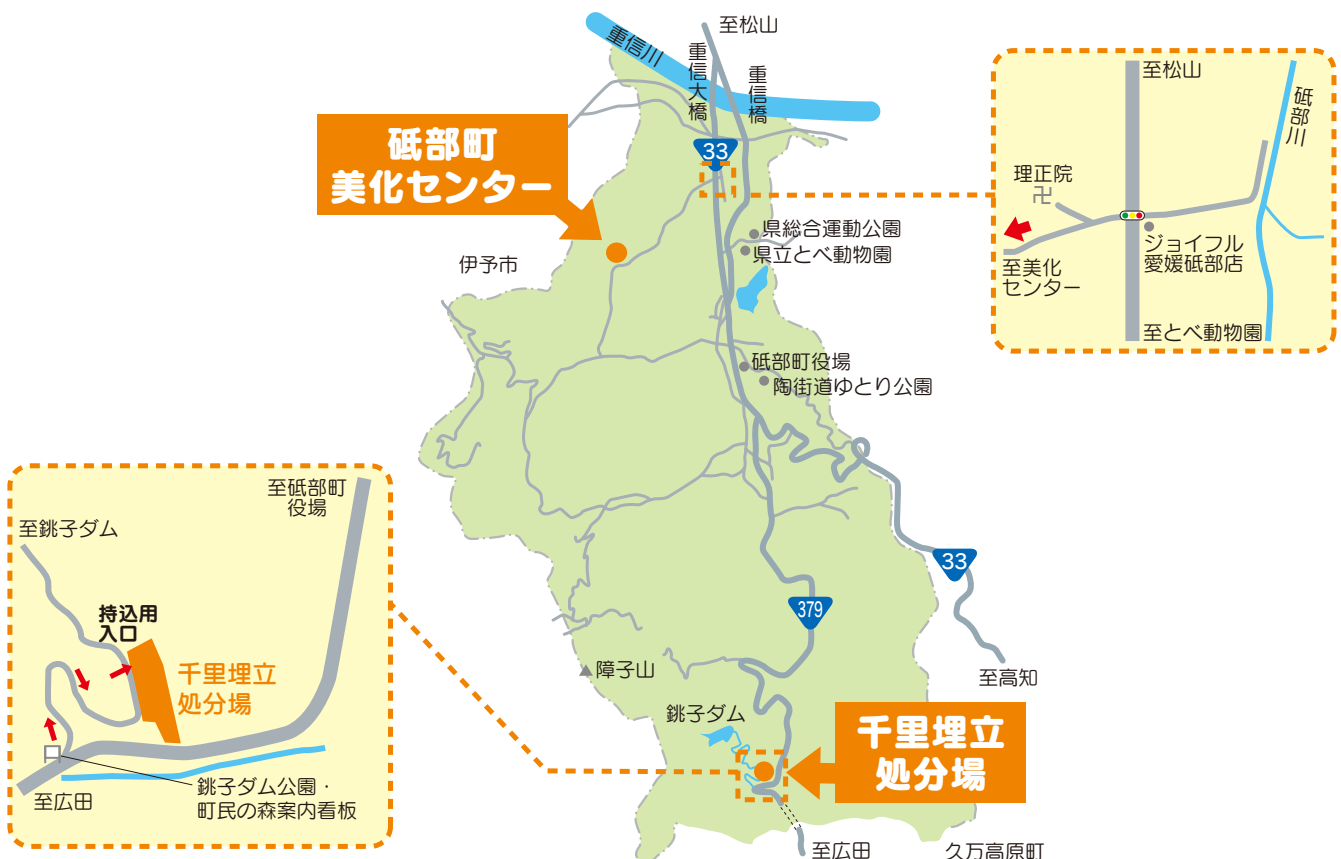 至松山
重信川
重信大橋
重信橋
33
砥部町
美化センター
伊予市
県総合運動公園
県立とべ動物園
砥部町役場
陶街道ゆとり公園
33
379
至高知
障子山
銚子ダム
千里埋立
処分場
至広田
久万高原町
至松山
砥部川
理正院
卍
ジョイフル
愛媛砥部店
至美化
センター
至とべ動物園
至砥部町
役場
至銚子ダム
持込用
入口
千里埋立
処分場
至広田
銚子ダム公園・
町民の森案内看板